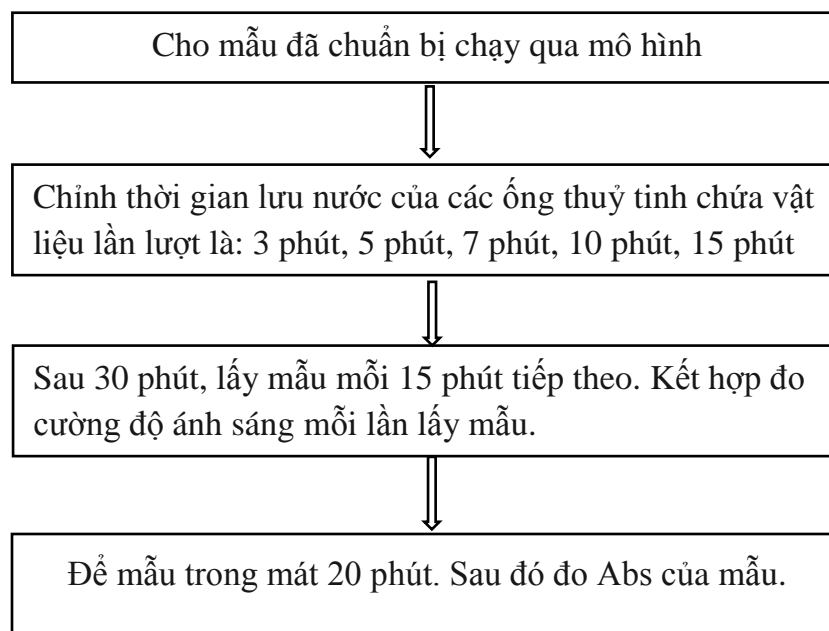 Cho mẫu đã chuẩn bị chạy qua mô hình
Chỉnh thời gian lưu nước của các ống thuỷ tinh chứa vật
liệu lần lượt là: 3 phút, 5 phút, 7 phút, 10 phút, 15 phút
Sau 30 phút, lấy mẫu mỗi 15 phút tiếp theo. Kết hợp đo
cường độ ánh sáng mỗi lần lấy mẫu.
Để mẫu trong mát 20 phút. Sau đó đo Abs của mẫu.